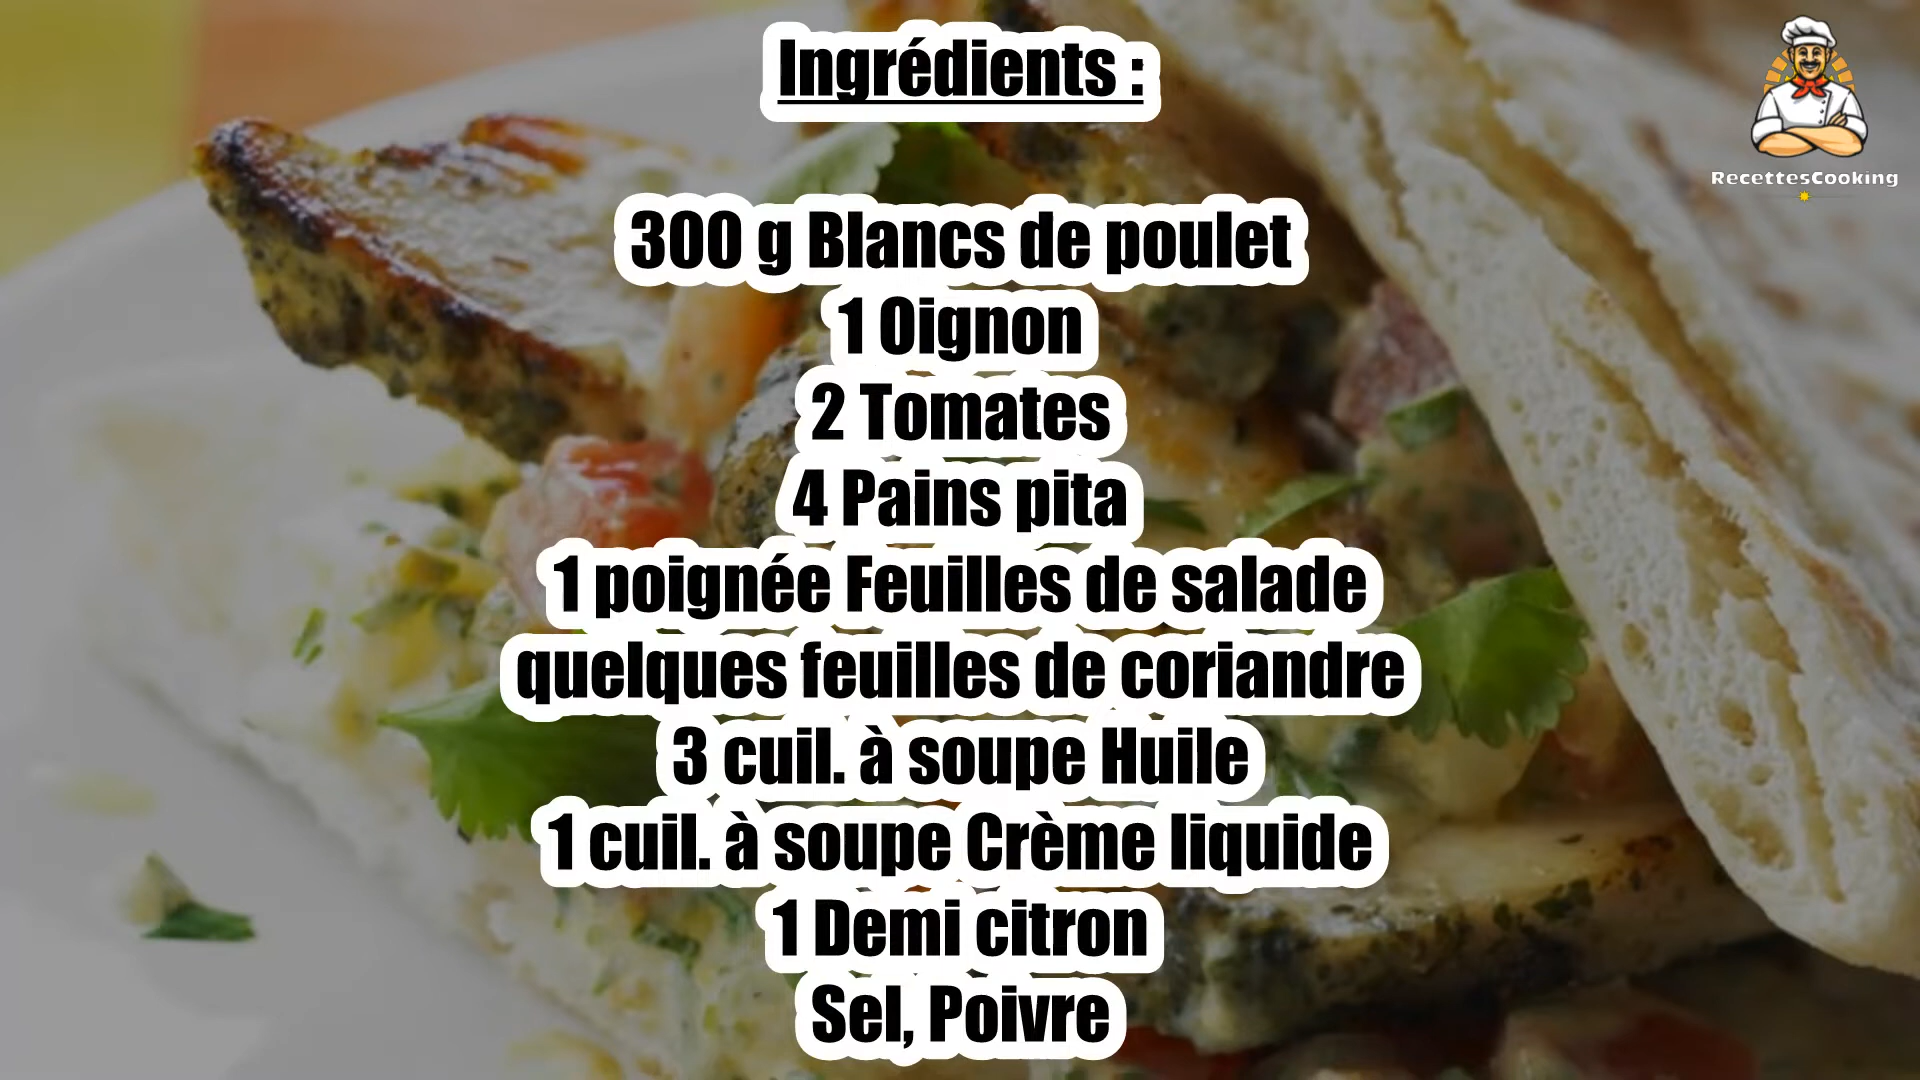 Ingrédients :
RecettesCooking
300 g Blancs de poulet
1 Oignon
2 Tomates
4 Pains pita
1 poignée Feuilles de salade
quelques feuilles de coriandre
3 cuil. à soupe Huile
1 cuil. à soupe Crème liquide
1 Demi citron
Sel, Poivre